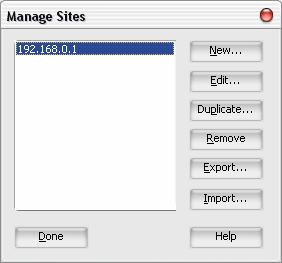 Manage Sites
192.168.0.1
New...
Edit...
Duplicate...
Remove
Export...
Import...
Done
Help